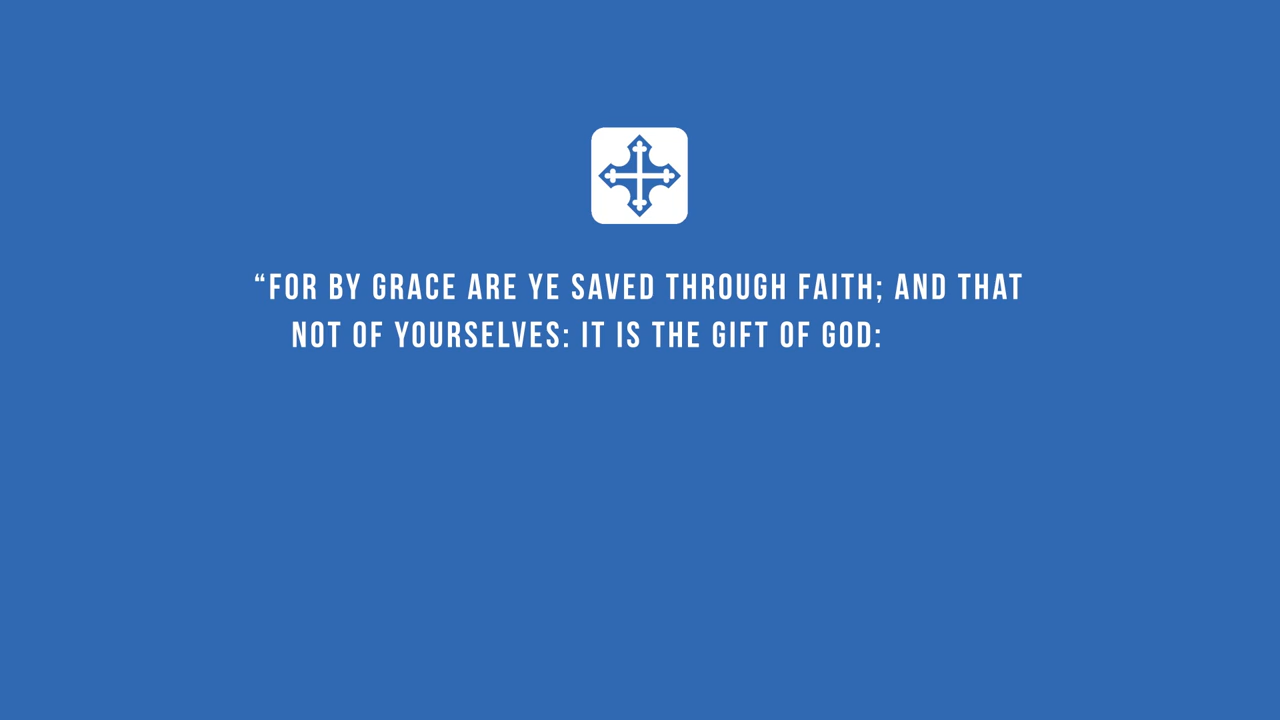 “FOR BY GRACE ARE YE SAVED THROUGH FAITH; AND THAT
NOT OF YOURSELVES: IT IS THE GIFT OF GOD: